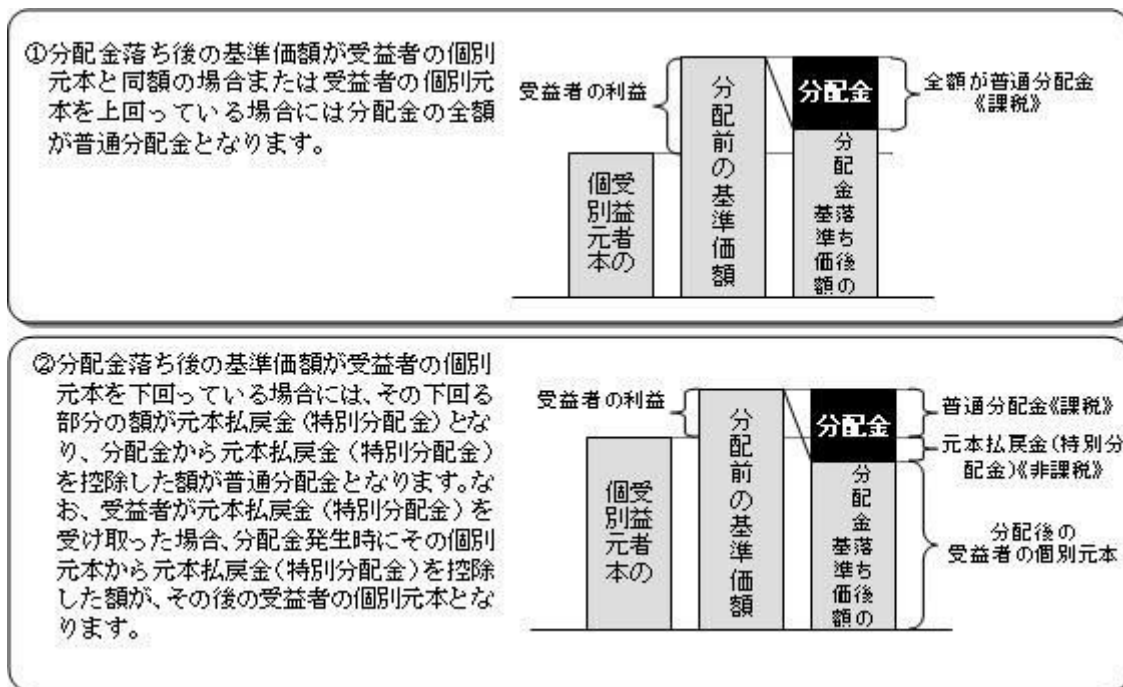 ①分配金落ち後の基準価額が受益者の個別
元本と同額の場合または受益者の個別元
本を上回っている場合には分配金の全額
が普通分配金となります。
受益者の利益
受益者の
個別元本
分配前の基準価額
分配金
分配金落ち後の
基準価額
全額が普通分配金
《課税》
②分配金落ち後の基準価額が受益者の個別
元本を下回っている場合には、その下回る
部分の額が元本払戻金(特別分配金)とな
り、分配金から元本払戻金(特別分配金)
を控除した額が普通分配金となります。な
お、受益者が元本払戻金(特別分配金)を
受け取った場合、分配金発生時にその個別
元本から元本払戻金(特別分配金)を控除
した額が、その後の受益者の個別元本とな
ります。
受益者の利益
受益者の
個別元本
分配前の基準価額
分配金
分配金落ち後の
基準価額
普通分配金《課税》
元本払戻金(特別分
配金)《非課税》
分配後の
受益者の個別元本